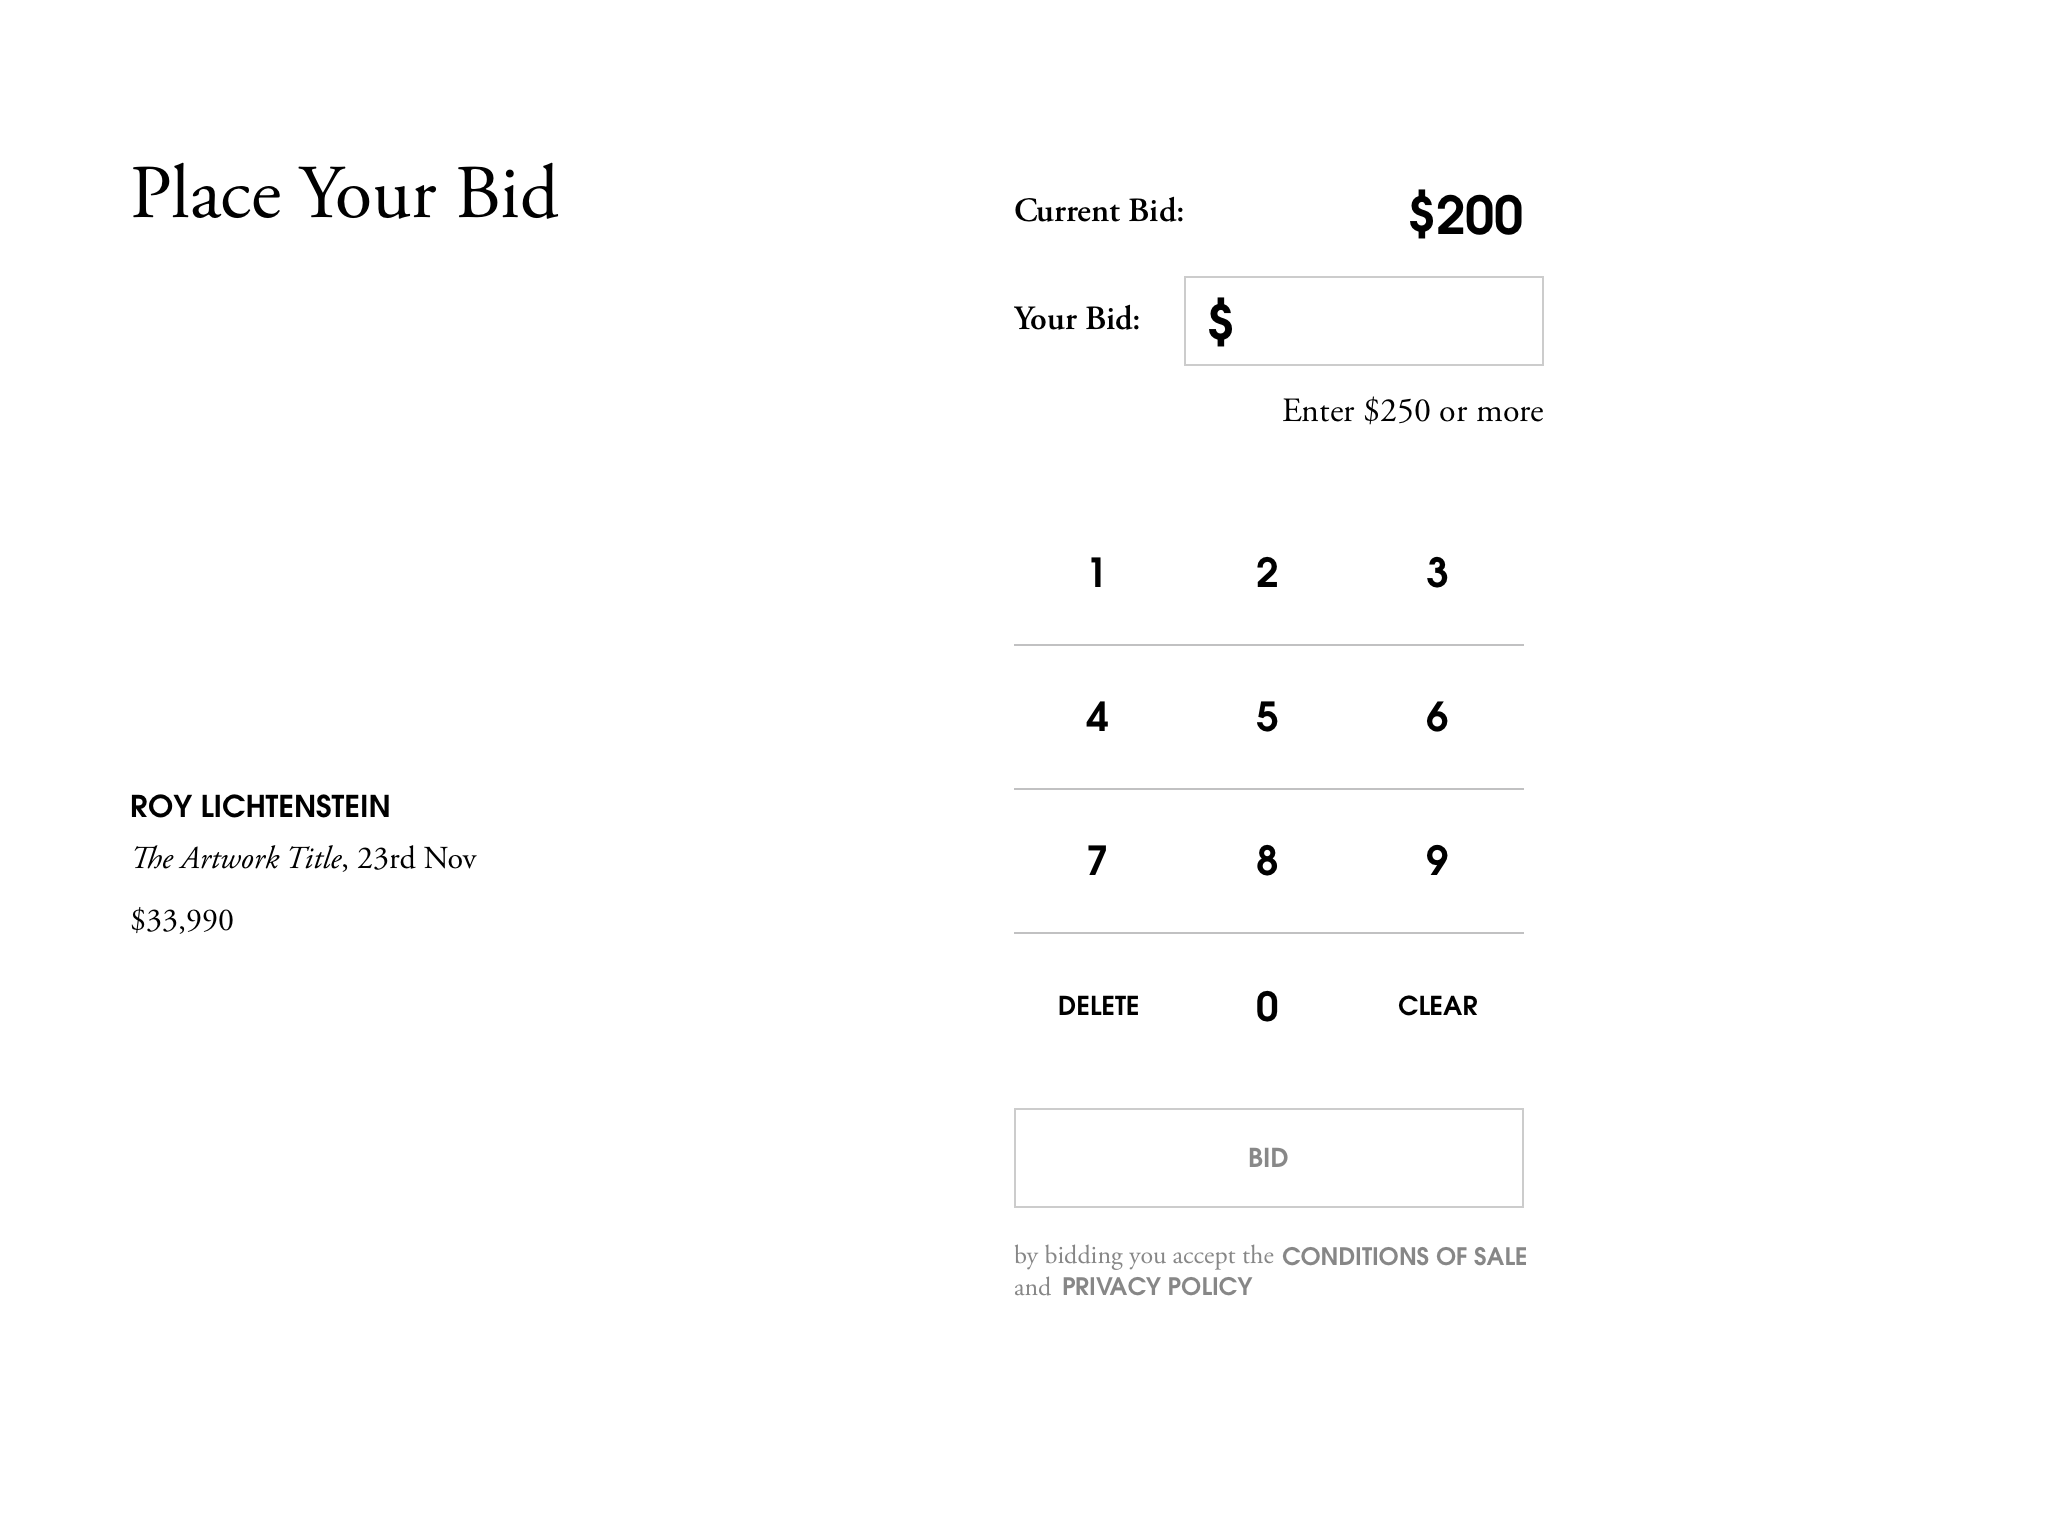 Place Your Bid
ROY LICHTENSTEIN
The Artwork Title, 23rd Nov
$33,990
Current Bid: $200
Your Bid: $
Enter $250 or more
1 2 3
4 5 6
7 8 9
DELETE 0 CLEAR
BID
by bidding you accept the CONDITIONS OF SALE
and PRIVACY POLICY